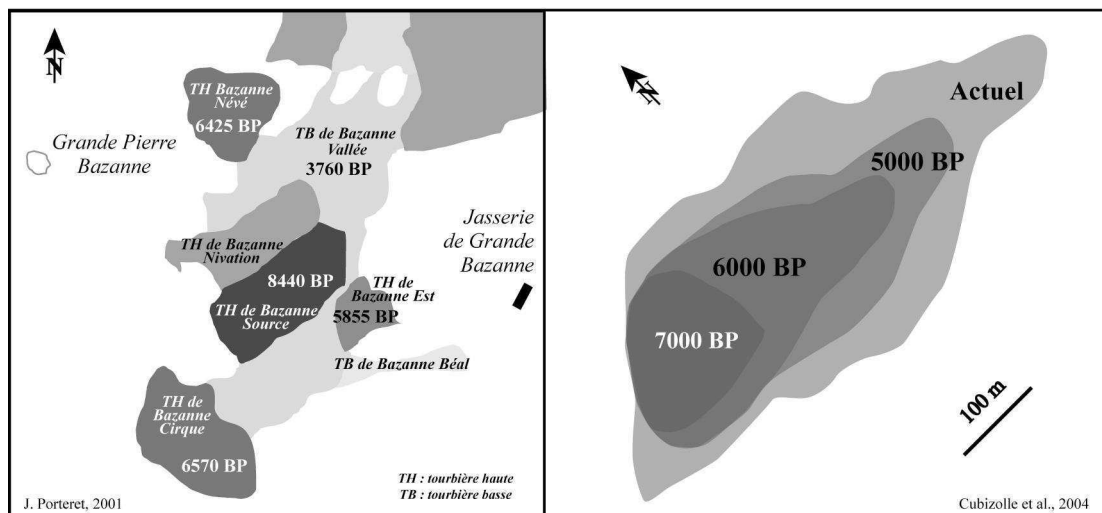 N
TH Bazanne
Névé
6425 BP
Grande Pierre
Bazanne
TB de Bazanne
Vallée
3760 BP
Jasserie
de Grande
Bazanne
TH de Bazanne
Nivation
8440 BP
TH de Bazanne
Source
TH de
Bazanne Est
5855 BP
TB de Bazanne Béal
TH de
Bazanne
Cirque
6570 BP
TH : tourbière haute
TB : tourbière basse
J. Porteret, 2001
N
Actuel
5000 BP
6000 BP
7000 BP
100 m
Cubizolle et al., 2004